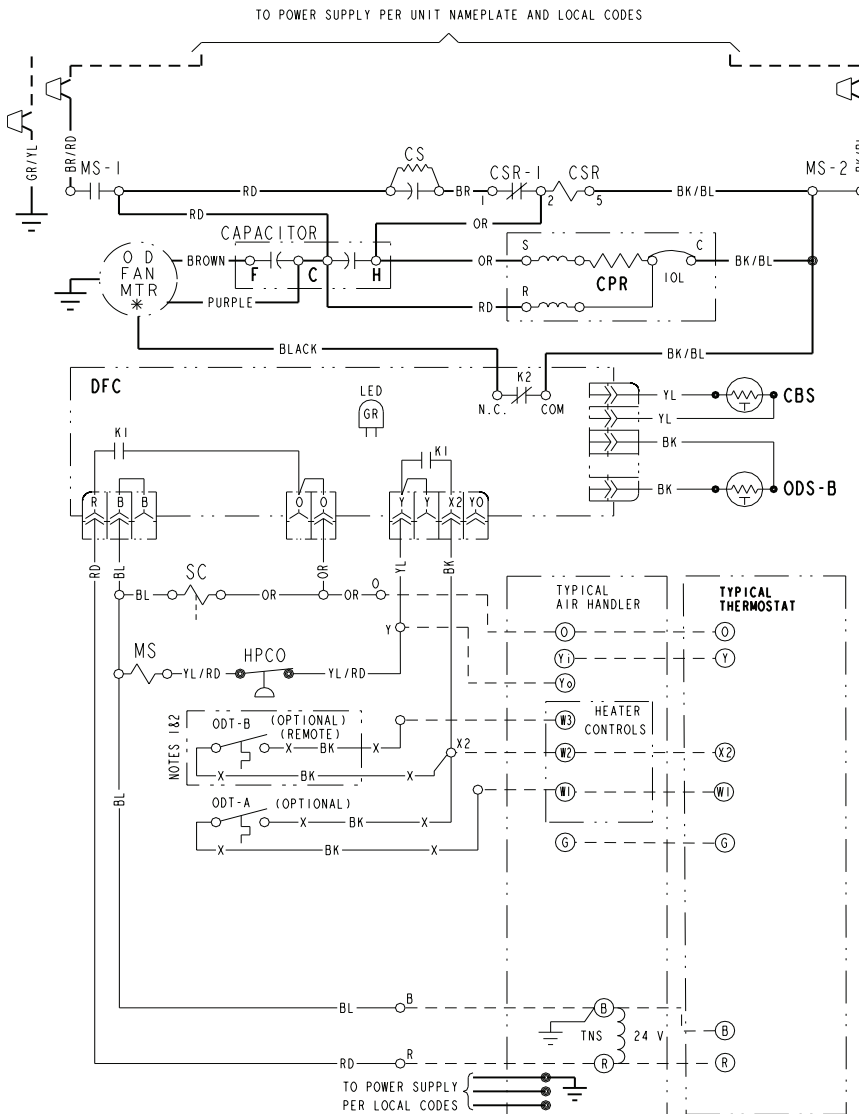 TO POWER SUPPLY PER UNIT NAMEPLATE AND LOCAL CODES
GR/YL
BR/RD
MS-1
RD
CS
BR
CSR-1
1
2
CSR
5
BK/BL
MS-2
RD
OR
CAPACITOR
O D
FAN
MTR
*
BROWN
F
C
H
OR
S
CPR
IOL
C
BK/BL
PURPLE
RD
R
BLACK
BK/BL
DFC
LED
GR
K2
N.C.
COM
YL
CBS
YL
BK
BK
ODS-B
K1
K1
R
B
B
O
O
Y
Y
X2
YO
RD
BL
OR
YL
BK
SC
BL
OR
OR
O
TYPICAL
AIR HANDLER
TYPICAL
THERMOSTAT
O
O
Y
Yi
Y
Yo
MS
YL/RD
HPCO
YL/RD
NOTES 1&2
ODT-B
(OPTIONAL)
(REMOTE)
X
BK
X
X
BK
X
X2
W3
HEATER
CONTROLS
W2
X2
W1
W1
ODT-A
(OPTIONAL)
X
BK
X
X
BK
X
G
G
BL
BL
B
B
TNS
24 V
B
RD
R
R
R
TO POWER SUPPLY
PER LOCAL CODES